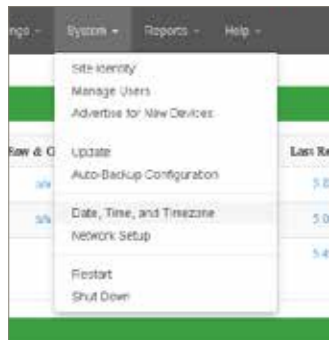 System Reports Help
Site Identity
Manage Users
Advertise for New Devices
Update
Last Re
Auto-Backup Configuration
Date, Time, and Timezone
Network Setup
Restart
Shut Down